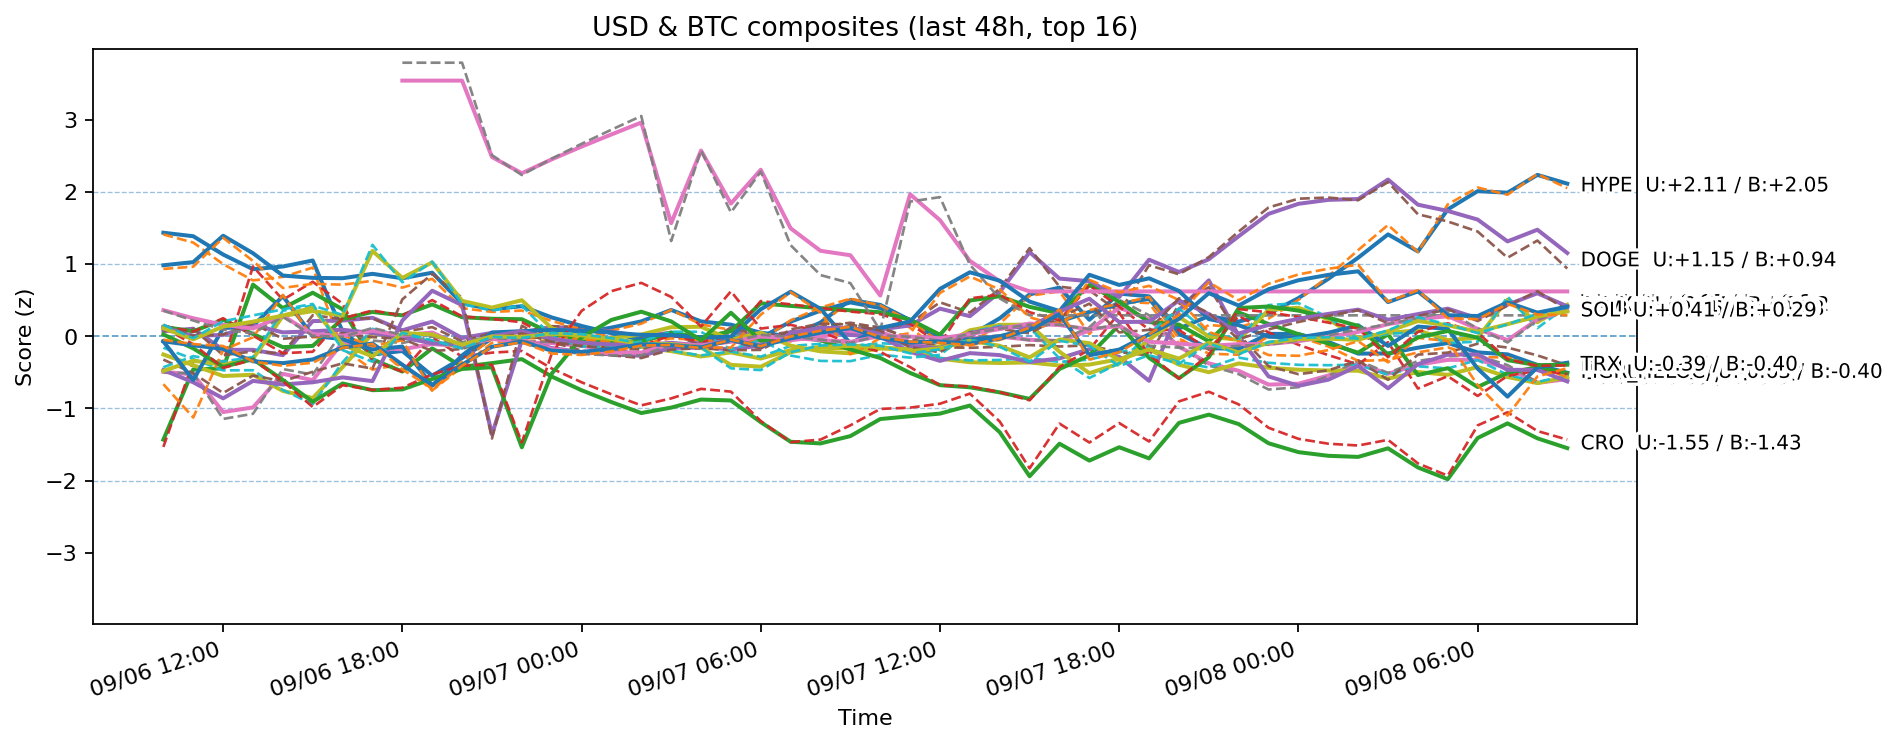 USD & BTC composites (last 48h, top 16)
3
2
1
0
−1
−2
−3
Score (z)
HYPE U:+2.11 / B:+2.05
DOGE U:+1.15 / B:+0.94
SOL U:+0.41 / B:+0.29
TRX U:-0.39 / B:-0.40
/ B:-0.40
CRO U:-1.55 / B:-1.43
09/06 12:00
09/06 18:00
09/07 00:00
09/07 06:00
09/07 12:00
09/07 18:00
09/08 00:00
09/08 06:00
Time